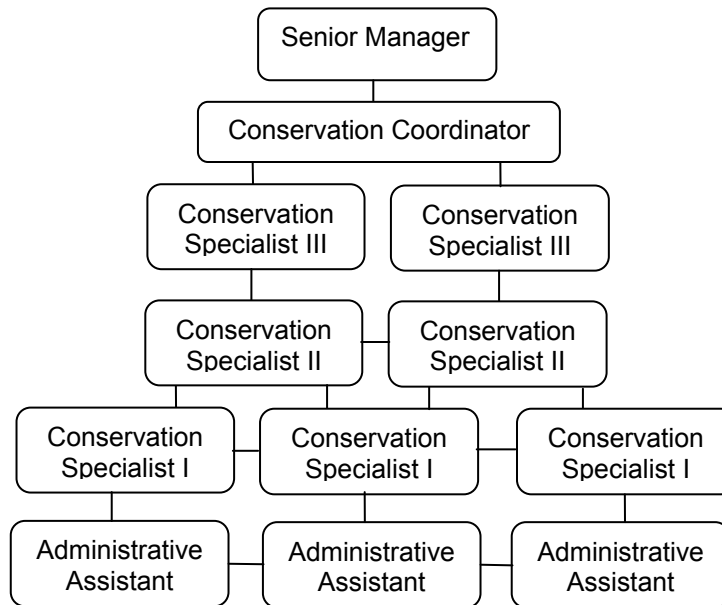 Senior Manager
Conservation Coordinator
Conservation
Specialist III
Conservation
Specialist III
Conservation
Specialist II
Conservation
Specialist II
Conservation
Specialist I
Conservation
Specialist I
Conservation
Specialist I
Administrative
Assistant
Administrative
Assistant
Administrative
Assistant